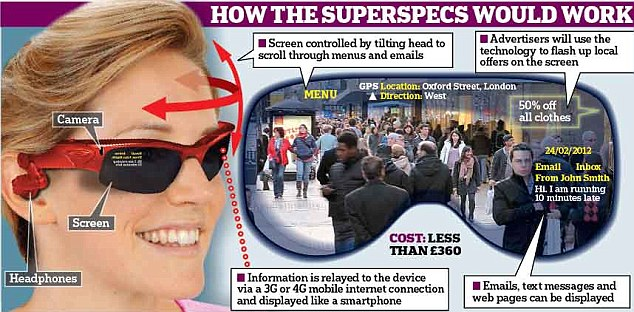 HOW THE SUPERSPECS WOULD WORK
Screen controlled by tilting head to
scroll through menus and emails
Advertisers will use the
technology to flash up local
offers on the screen
MENU
GPS Location: Oxford Street, London
Direction: West
50% off
all clothes
Camera
24/02/2012
Email Inbox
From John Smith
Hi. I am running
10 minutes late
Screen
COST: LESS
THAN £360
Headphones
Information is relayed to the device
via a 3G or 4G mobile internet connection
and displayed like a smartphone
Emails, text messages and
web pages can be displayed